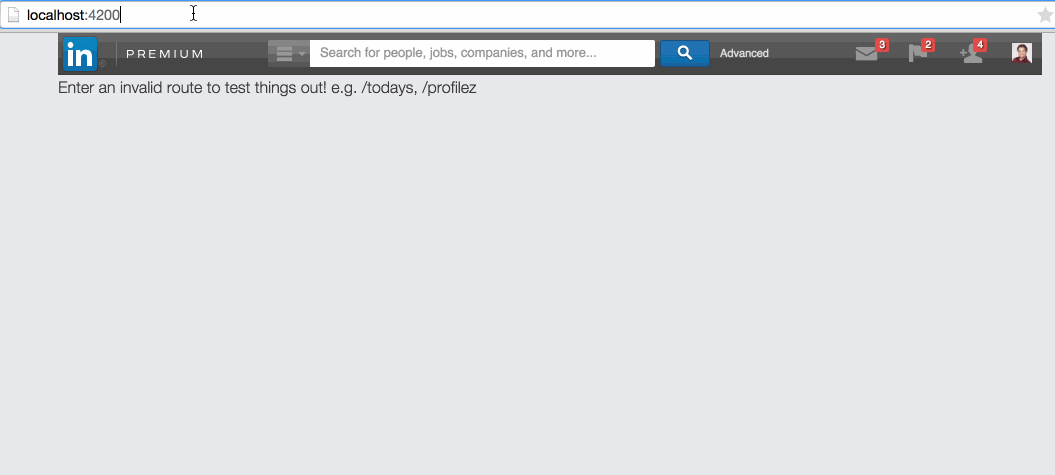 localhost:4200
in ® PREMIUM Search for people, jobs, companies, and more... Advanced 3 2 4
Enter an invalid route to test things out! e.g. /todays, /profilez